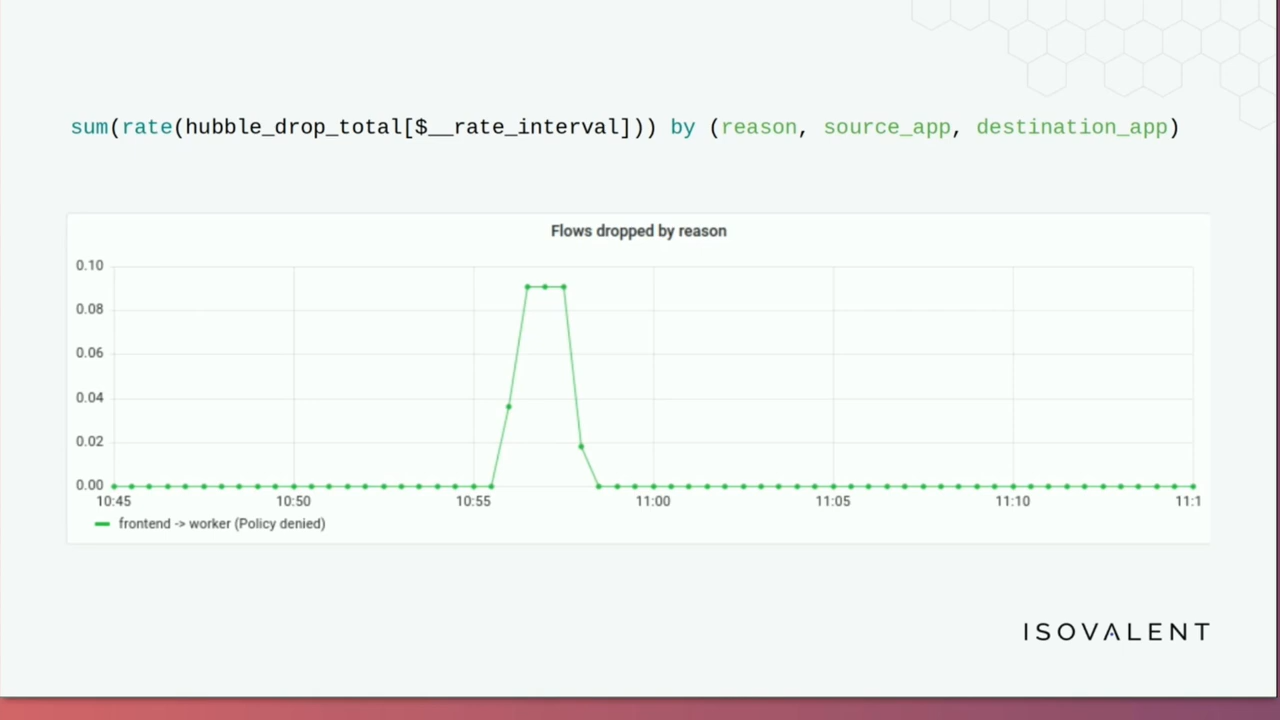 sum(rate(hubble_drop_total[$__rate_interval])) by (reason, source_app, destination_app)
Flows dropped by reason
0.10
0.08
0.06
0.04
0.02
0.00
10:45 10:50 10:55 11:00 11:05 11:10 11:1
frontend -> worker (Policy denied)
ISOVALENT